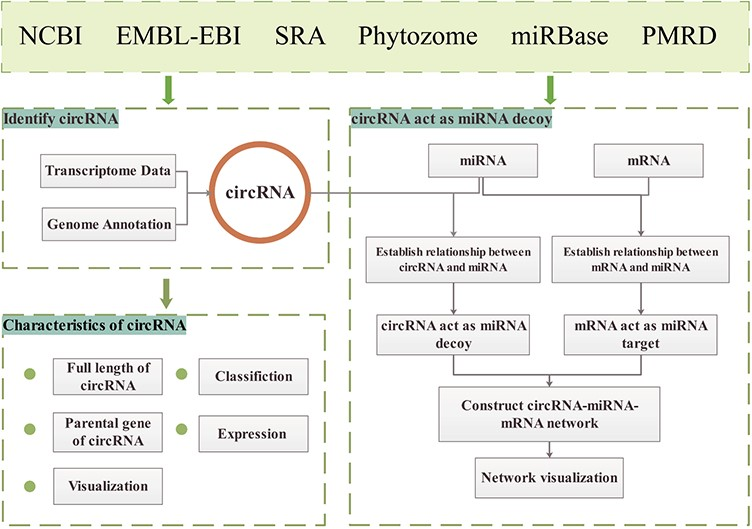 NCBI EMBL-EBI SRA Phytozome miRBase PMRD
Identify circRNA
Transcriptome Data
Genome Annotation
circRNA
Characteristics of circRNA
Full length of
circRNA
Classifiction
Parental gene
of circRNA
Expression
Visualization
circRNA act as miRNA decoy
miRNA
mRNA
Establish relationship between
circRNA and miRNA
Establish relationship between
mRNA and miRNA
circRNA act as miRNA
decoy
mRNA act as miRNA
target
Construct circRNA-miRNA-
mRNA network
Network visualization